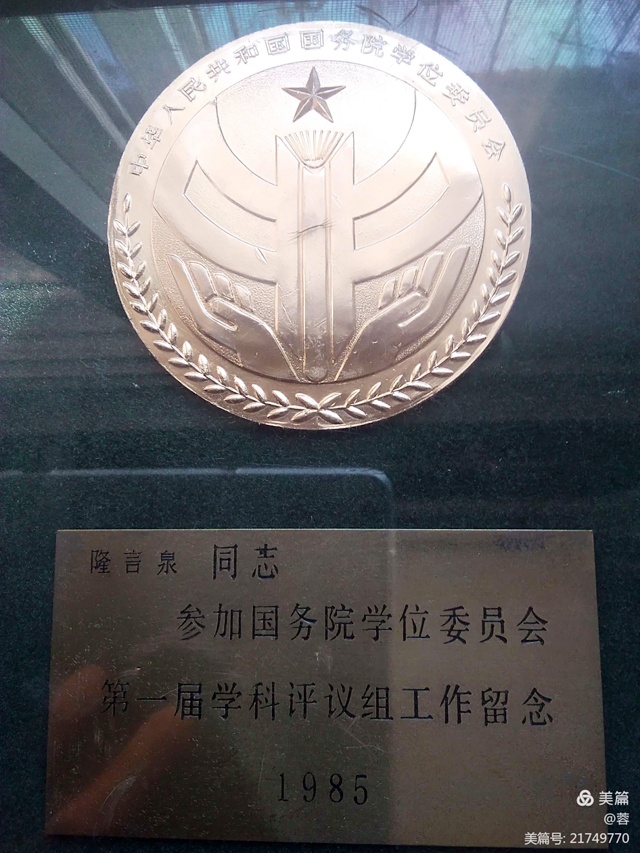 中华人民共和国国务院学位委员会
隆言泉 同志
参加国务院学位委员会
第一届学科评议组工作留念
1985
美篇
@蓉
美篇号: 21749770